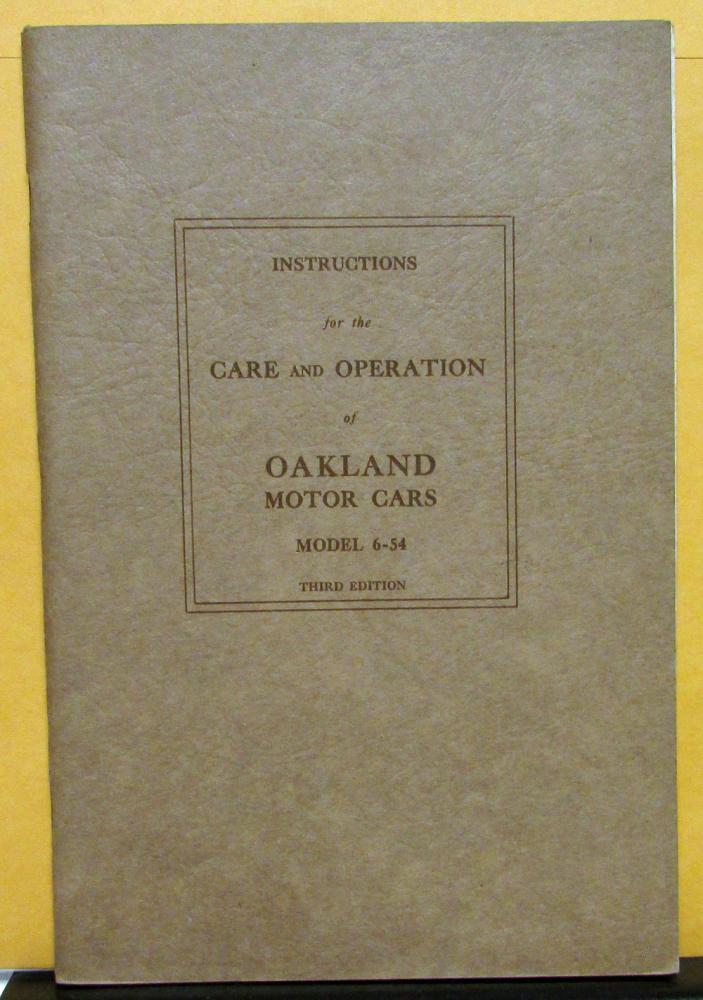 INSTRUCTIONS
for the
CARE AND OPERATION
of
OAKLAND
MOTOR CARS
MODEL 6-54
THIRD EDITION